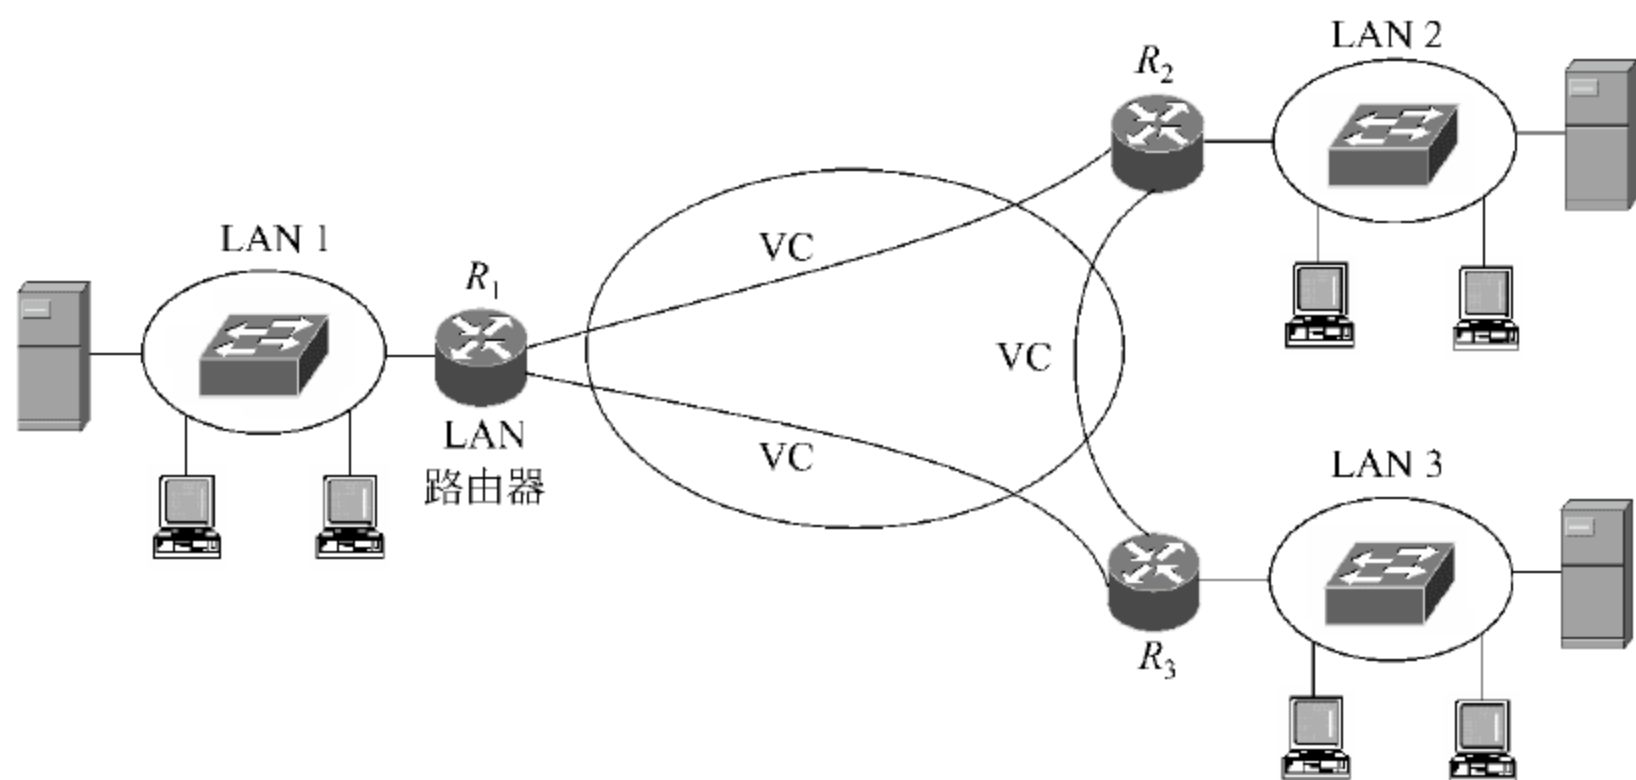 LAN 2
R₂
LAN 1
VC
R₁
VC
LAN
路由器
VC
LAN 3
R₃